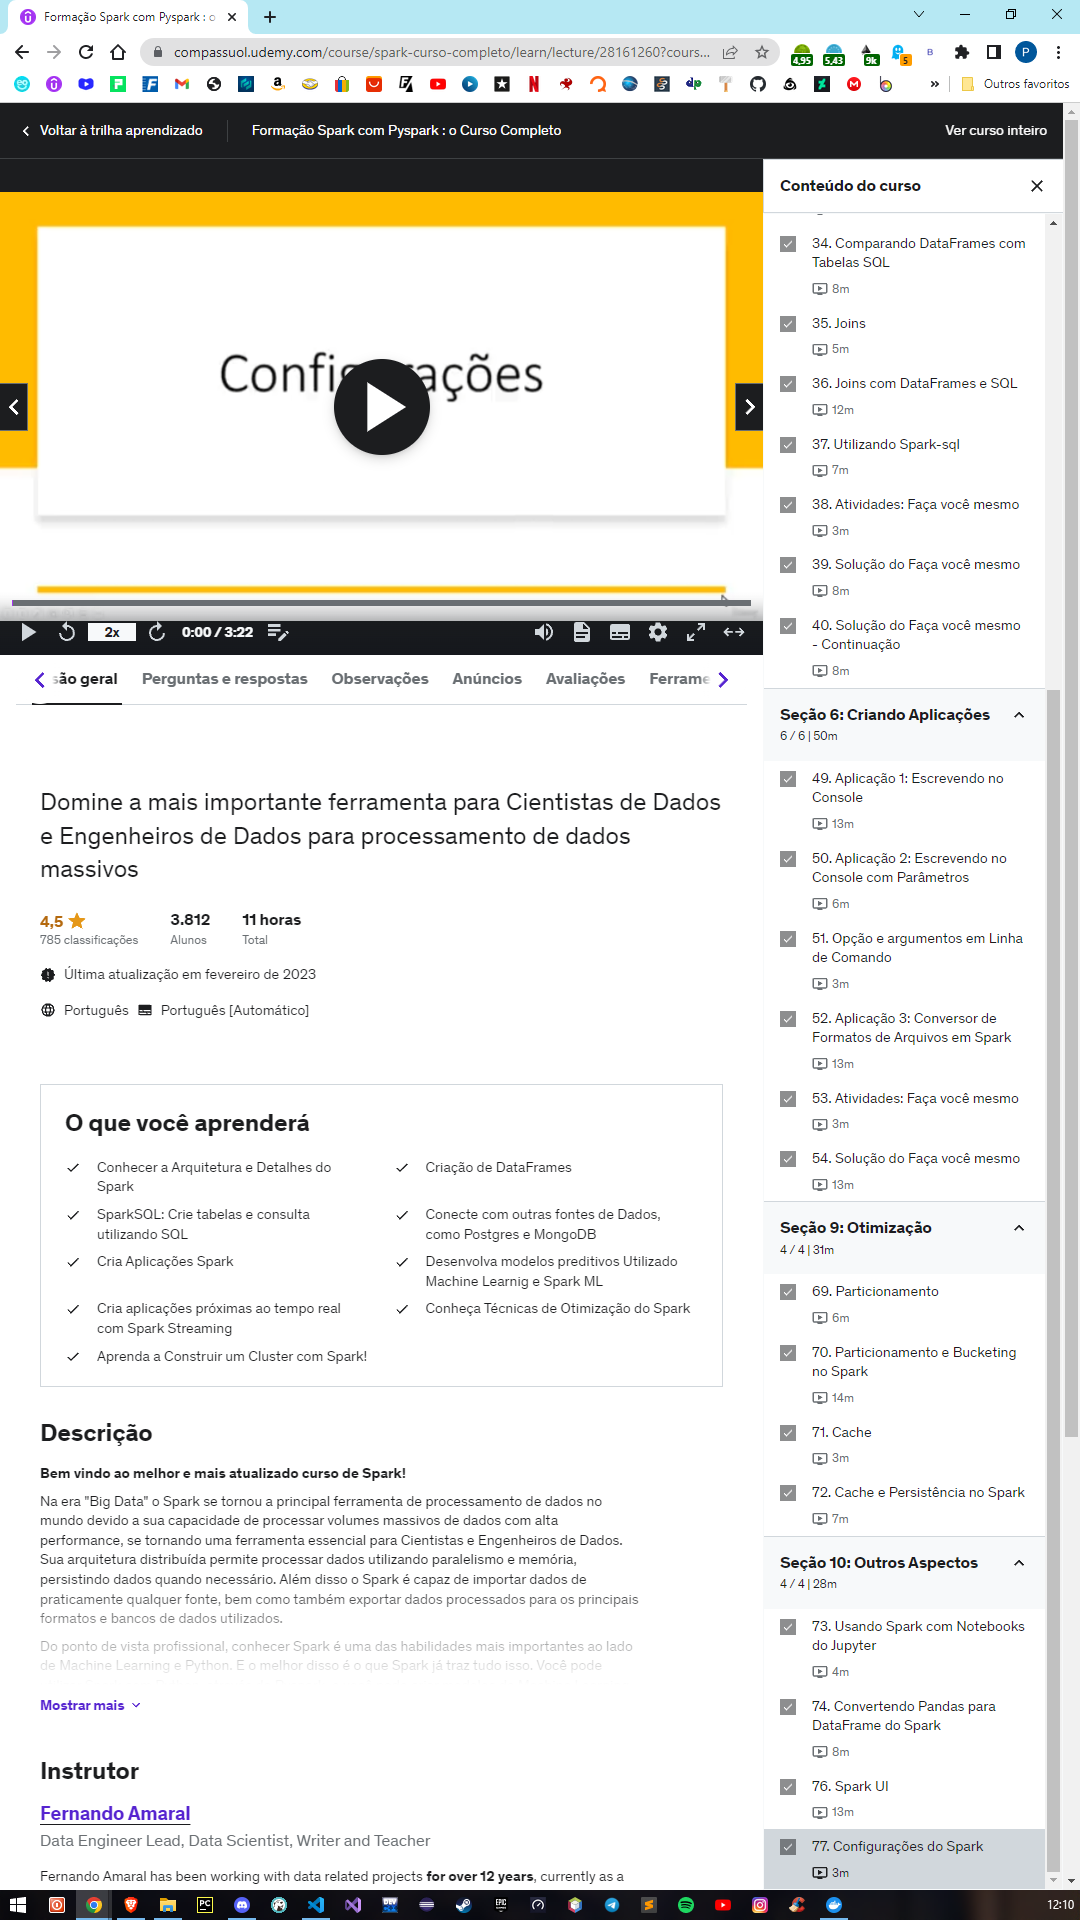 Formação Spark com Pyspark : o
compassuol.udemy.com/course/spark-curso-completo/learn/lecture/28161260?cours...
4,95
5,43
9k
5
B
P
Outros favoritos
Voltar à trilha aprendizado
Formação Spark com Pyspark : o Curso Completo
Ver curso inteiro
2x
0:00 / 3:22
são geral
Perguntas e respostas
Observações
Anúncios
Avaliações
Domine a mais importante ferramenta para Cientistas de Dados
e Engenheiros de Dados para processamento de dados
massivos
4,5
3.812
11 horas
785 classificações
Alunos
Total
Última atualização em fevereiro de 2023
Português
Português [Automático]
O que você aprenderá
Conhecer a Arquitetura e Detalhes do
Spark
Criação de DataFrames
SparkSQL: Crie tabelas e consulta
utilizando SQL
Conecte com outras fontes de Dados,
como Postgres e MongoDB
Cria Aplicações Spark
Desenvolva modelos preditivos Utilizado
Machine Learnig e Spark ML
Cria aplicações próximas ao tempo real
com Spark Streaming
Conheça Técnicas de Otimização do Spark
Aprenda a Construir um Cluster com Spark!
Descrição
Bem vindo ao melhor e mais atualizado curso de Spark!
Na era "Big Data" o Spark se tornou a principal ferramenta de processamento de dados no
mundo devido a sua capacidade de processar volumes massivos de dados com alta
performance, se tornando uma ferramenta essencial para Cientistas e Engenheiros de Dados.
Sua arquitetura distribuída permite processar dados utilizando paralelismo e memória,
persistindo dados quando necessário. Além disso o Spark é capaz de importar dados de
praticamente qualquer fonte, bem como também exportar dados processados para os principais
formatos e bancos de dados utilizados.
Do ponto de vista profissional, conhecer Spark é uma das habilidades mais importantes ao lado
de Machine Learning e Python. E o melhor disso é o que Spark já traz tudo isso. Você pode
Mostrar mais
Instrutor
Fernando Amaral
Data Engineer Lead, Data Scientist, Writer and Teacher
Fernando Amaral has been working with data related projects for over 12 years, currently as a
Conteúdo do curso
34. Comparando DataFrames com
Tabelas SQL
8m
35. Joins
5m
36. Joins com DataFrames e SQL
12m
37. Utilizando Spark-sql
7m
38. Atividades: Faça você mesmo
3m
39. Solução do Faça você mesmo
8m
40. Solução do Faça você mesmo
- Continuação
8m
Seção 6: Criando Aplicações
6 / 6 | 50m
49. Aplicação 1: Escrevendo no
Console
13m
50. Aplicação 2: Escrevendo no
Console com Parâmetros
6m
51. Opção e argumentos em Linha
de Comando
3m
52. Aplicação 3: Conversor de
Formatos de Arquivos em Spark
13m
53. Atividades: Faça você mesmo
3m
54. Solução do Faça você mesmo
13m
Seção 9: Otimização
4 / 4 | 31m
69. Particionamento
6m
70. Particionamento e Bucketing
no Spark
14m
71. Cache
3m
72. Cache e Persistência no Spark
7m
Seção 10: Outros Aspectos
4 / 4 | 28m
73. Usando Spark com Notebooks
do Jupyter
4m
74. Convertendo Pandas para
DataFrame do Spark
8m
76. Spark UI
13m
77. Configurações do Spark
3m
12:10